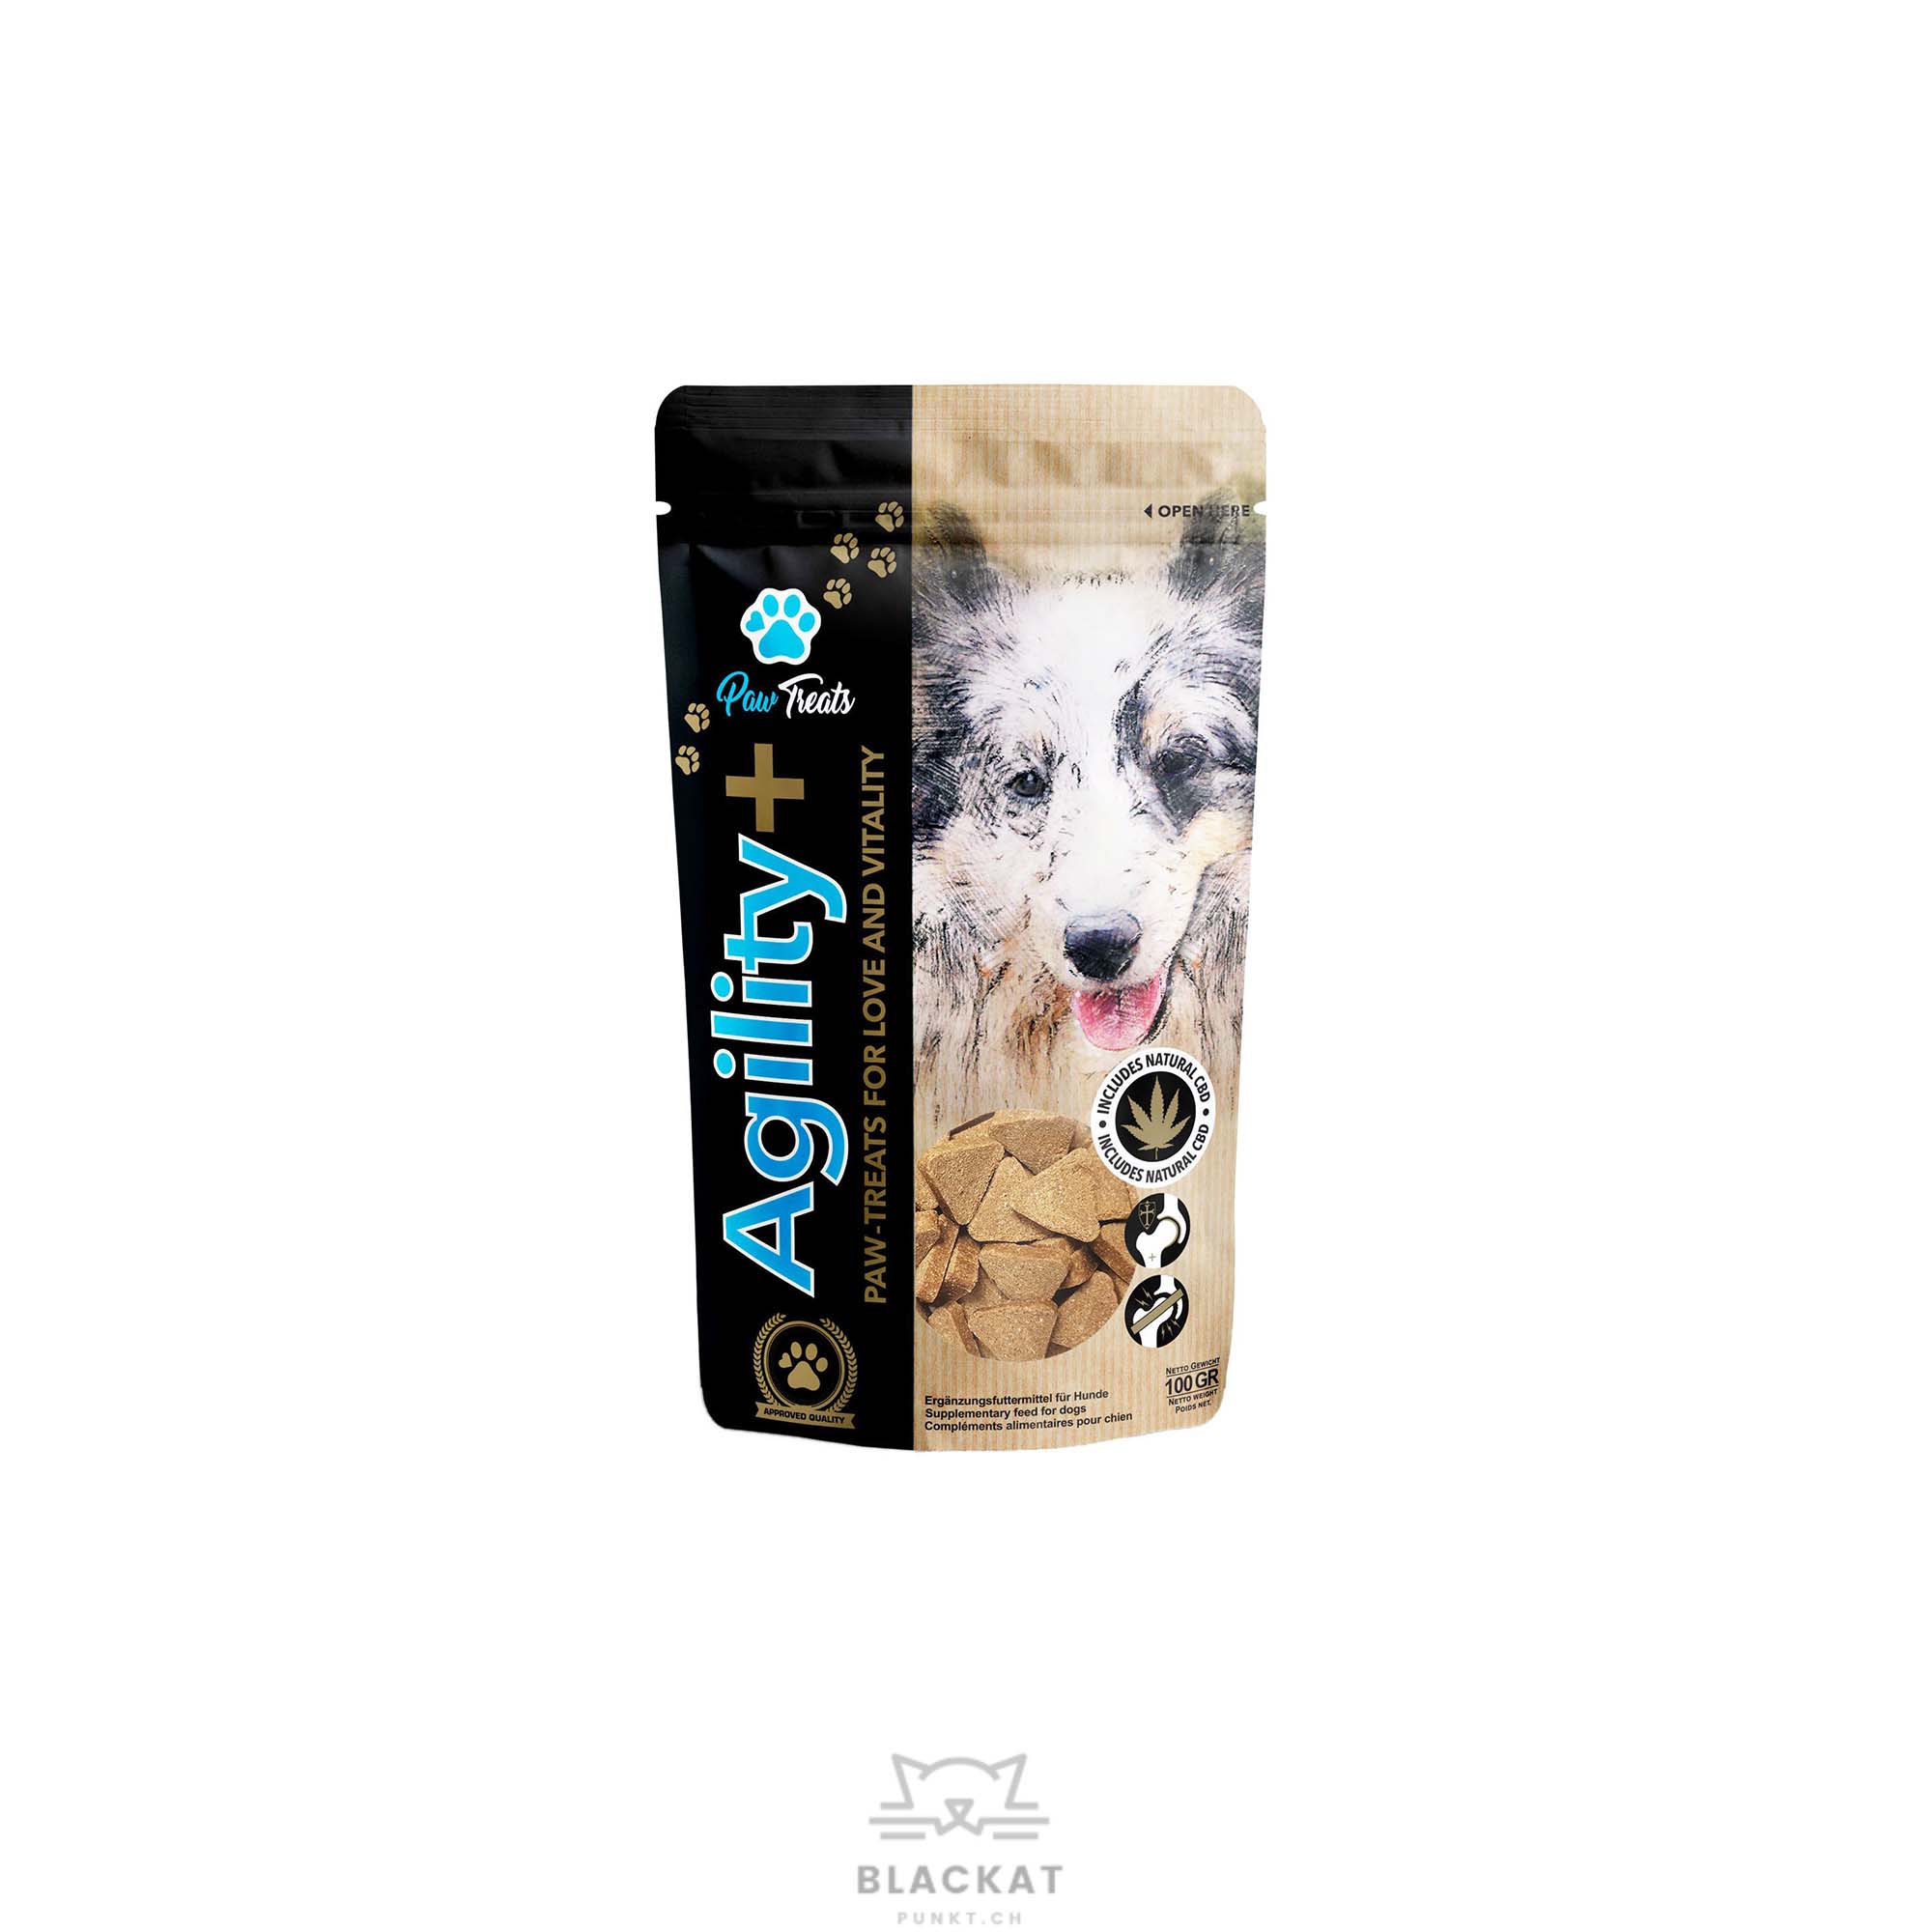 OPEN HERE
Paw Treats
Agility+
PAW-TREATS FOR LOVE AND VITALITY
• INCLUDES NATURAL CBD •
INCLUDES NATURAL CBD
APPROVED QUALITY
Ergänzungsfuttermittel für Hunde
Supplementary feed for dogs
Compléments alimentaires pour chien
NETTO GEWICHT
100 GR
NETTO WEIGHT
POIDS NET.
BLACKAT
PUNKT.CH